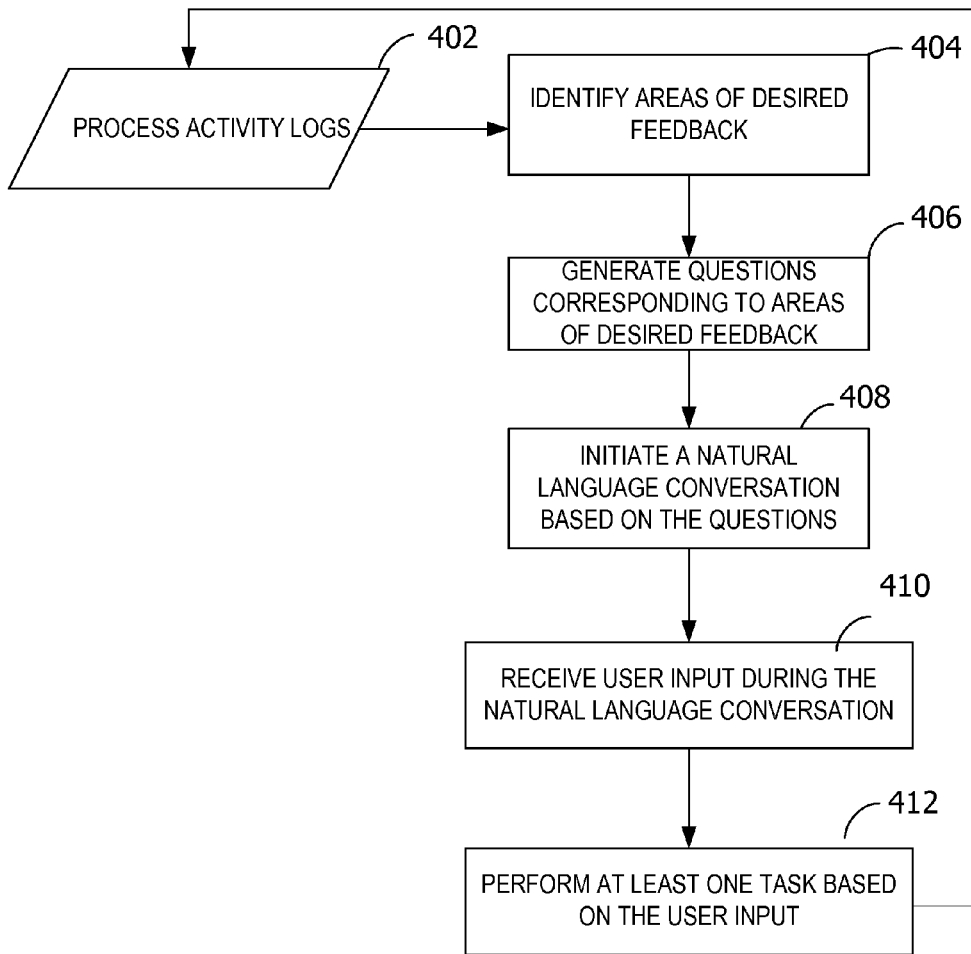 402
PROCESS ACTIVITY LOGS
404
IDENTIFY AREAS OF DESIRED
FEEDBACK
406
GENERATE QUESTIONS
CORRESPONDING TO AREAS
OF DESIRED FEEDBACK
408
INITIATE A NATURAL
LANGUAGE CONVERSATION
BASED ON THE QUESTIONS
410
RECEIVE USER INPUT DURING THE
NATURAL LANGUAGE CONVERSATION
412
PERFORM AT LEAST ONE TASK BASED
ON THE USER INPUT